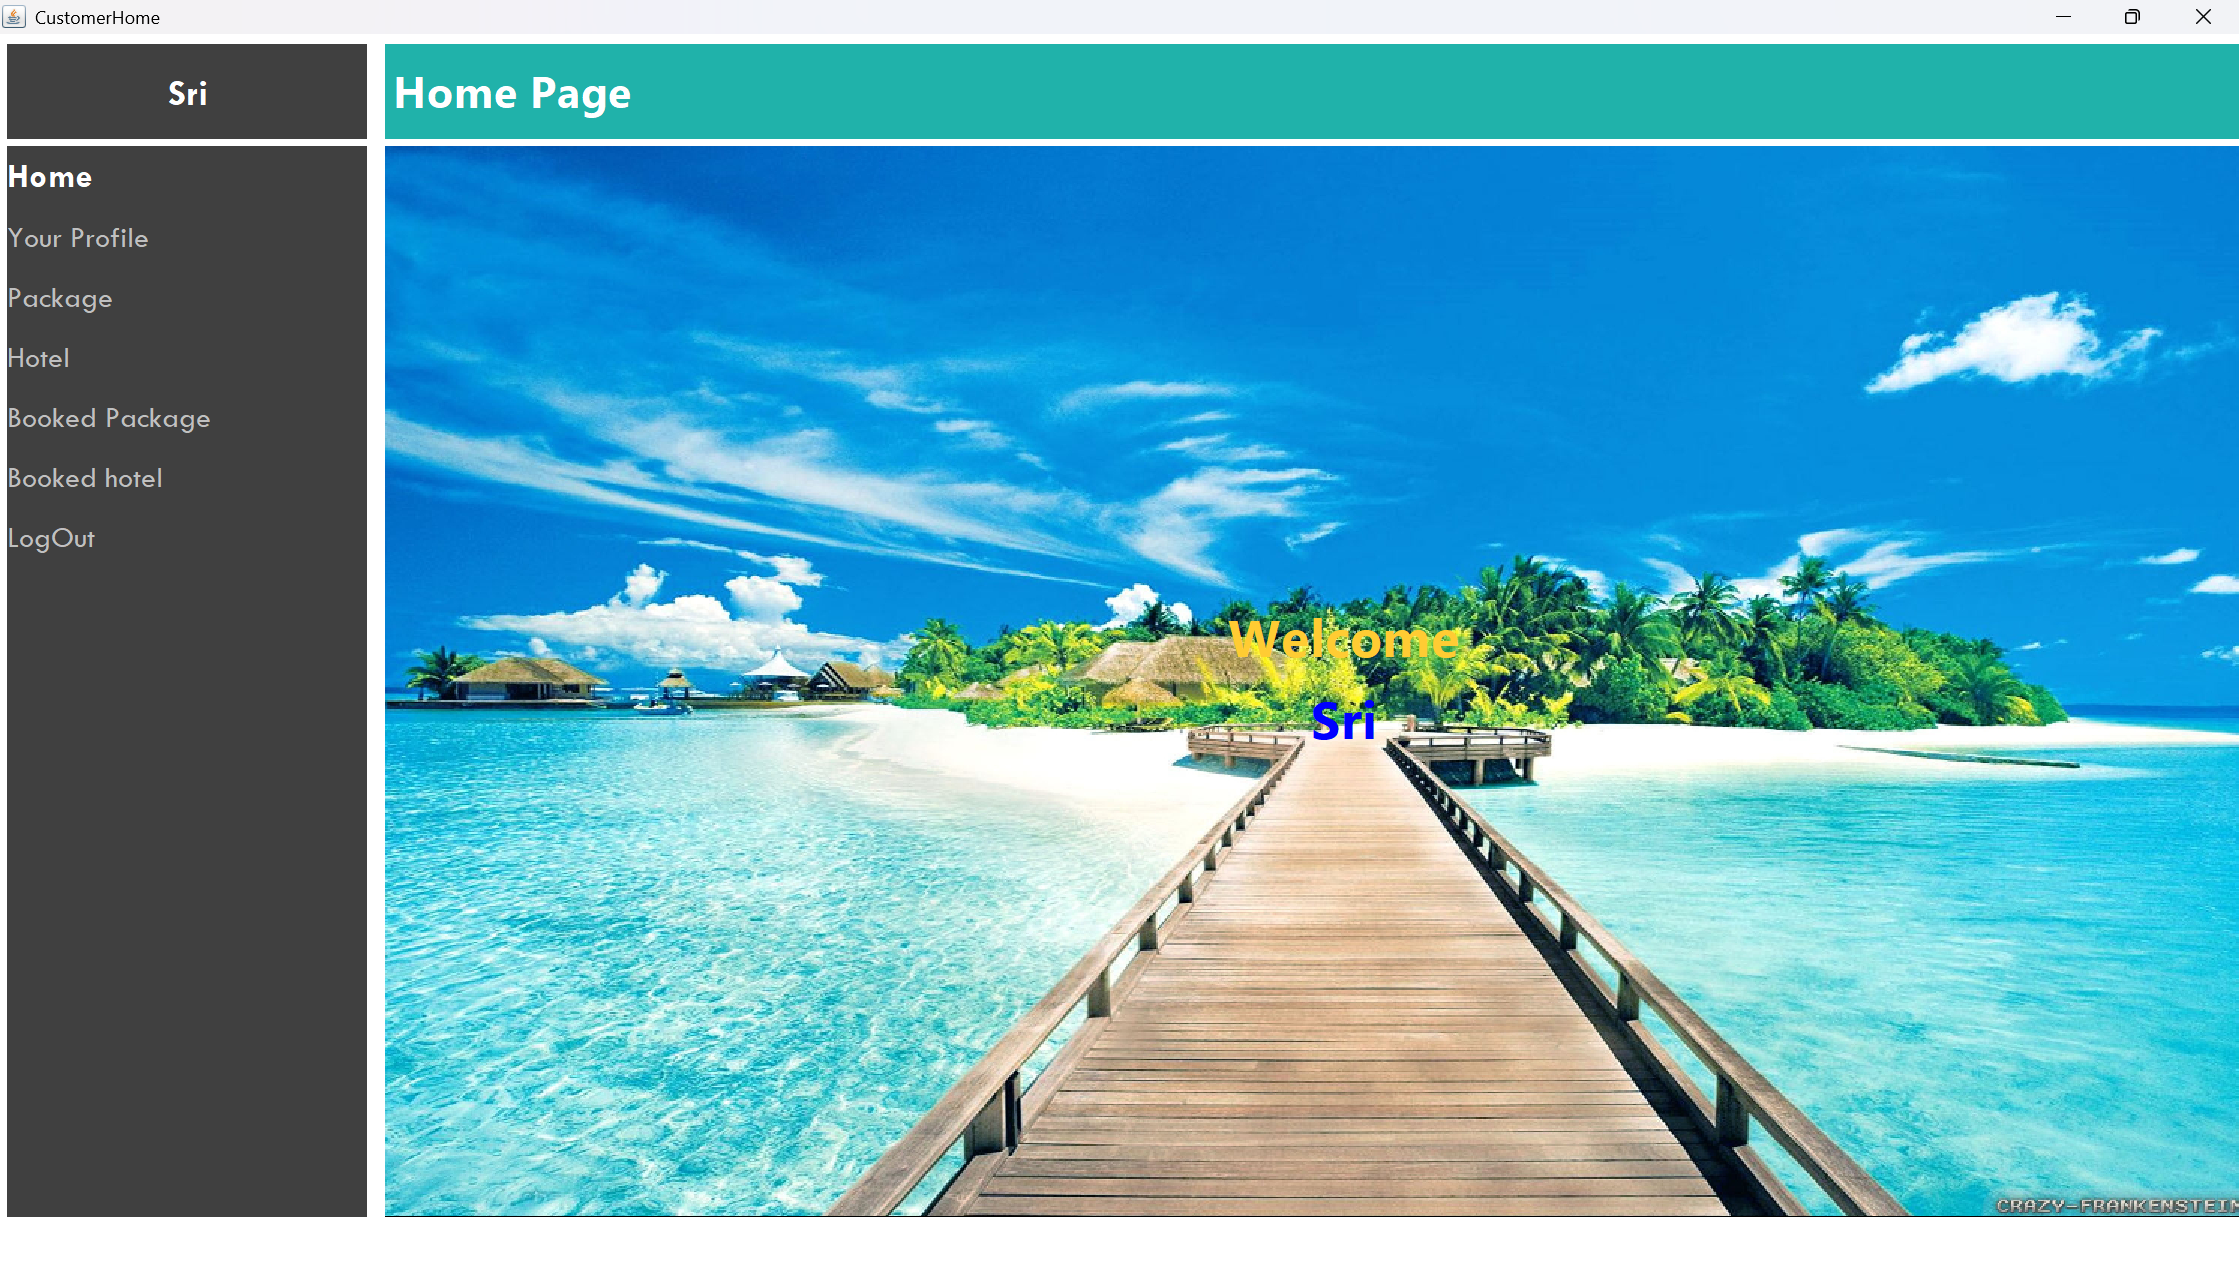 CustomerHome
Sri
Home Page
Home
Your Profile
Package
Hotel
Booked Package
Booked hotel
LogOut
Welcome
Sri
CRAZY-FRANKENSTEIN